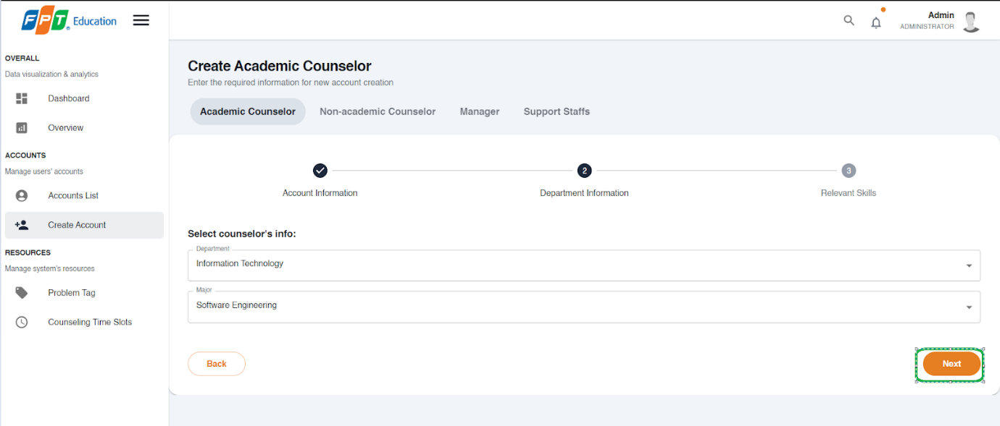 FPT Education
Admin
ADMINISTRATOR
OVERALL
Data visualization & analytics
Dashboard
Overview
ACCOUNTS
Manage users' accounts
Accounts List
Create Account
RESOURCES
Manage system's resources
Problem Tag
Counseling Time Slots
Create Academic Counselor
Enter the required information for new account creation
Academic Counselor Non-academic Counselor Manager Support Staffs
2 3
Account Information Department Information Relevant Skills
Select counselor's info:
Department
Information Technology
Major
Software Engineering
Back Next